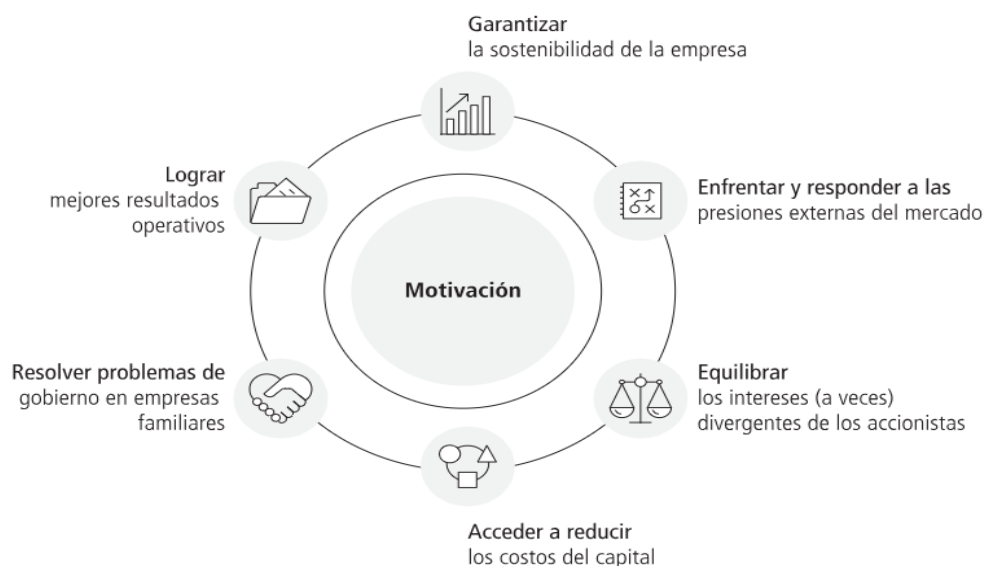 Garantizar
la sostenibilidad de la empresa
Enfrentar y responder a las
presiones externas del mercado
Equilibrar
los intereses (a veces)
divergentes de los accionistas
Acceder a reducir
los costos del capital
Resolver problemas de
gobierno en empresas
familiares
Lograr
mejores resultados
operativos
Motivación